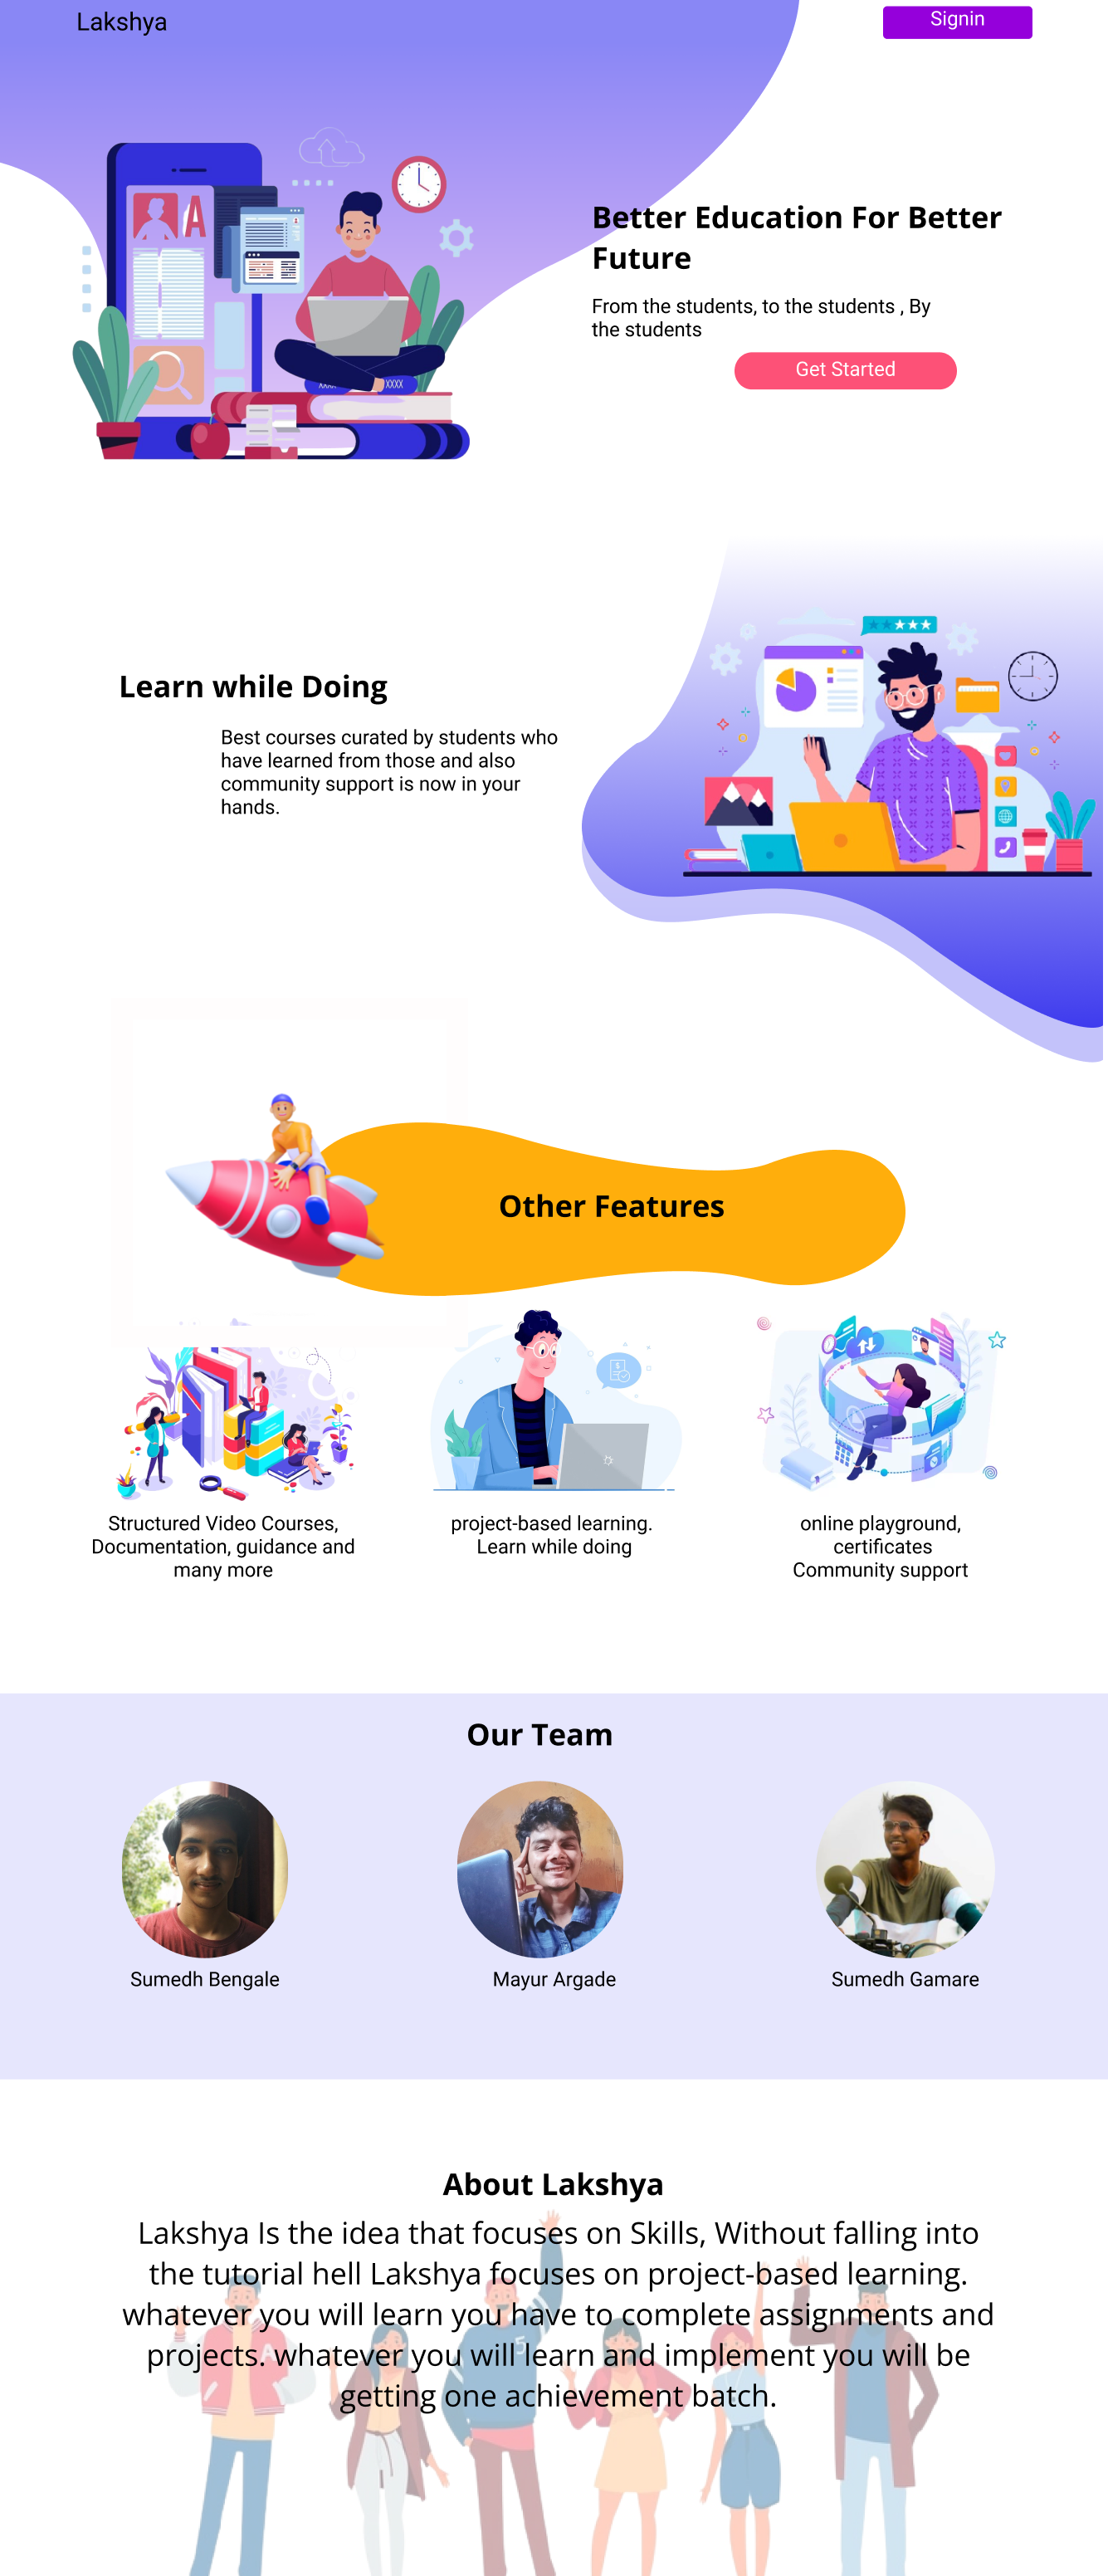 Lakshya
Signin
A
Better Education For Better
Future
From the students, to the students , By
the students
Get Started
XXXX
XXXX
Learn while Doing
Best courses curated by students who
have learned from those and also
community support is now in your
hands.
Other Features
$
Structured Video Courses,
Documentation, guidance and
many more
project-based learning.
Learn while doing
online playground,
certificates
Community support
Our Team
Sumedh Bengale
Mayur Argade
Sumedh Gamare
About Lakshya
Lakshya Is the idea that focuses on Skills, Without falling into
the tutorial hell Lakshya focuses on project-based learning.
whatever you will learn you have to complete assignments and
projects. whatever you will learn and implement you will be
getting one achievement batch.
A
5